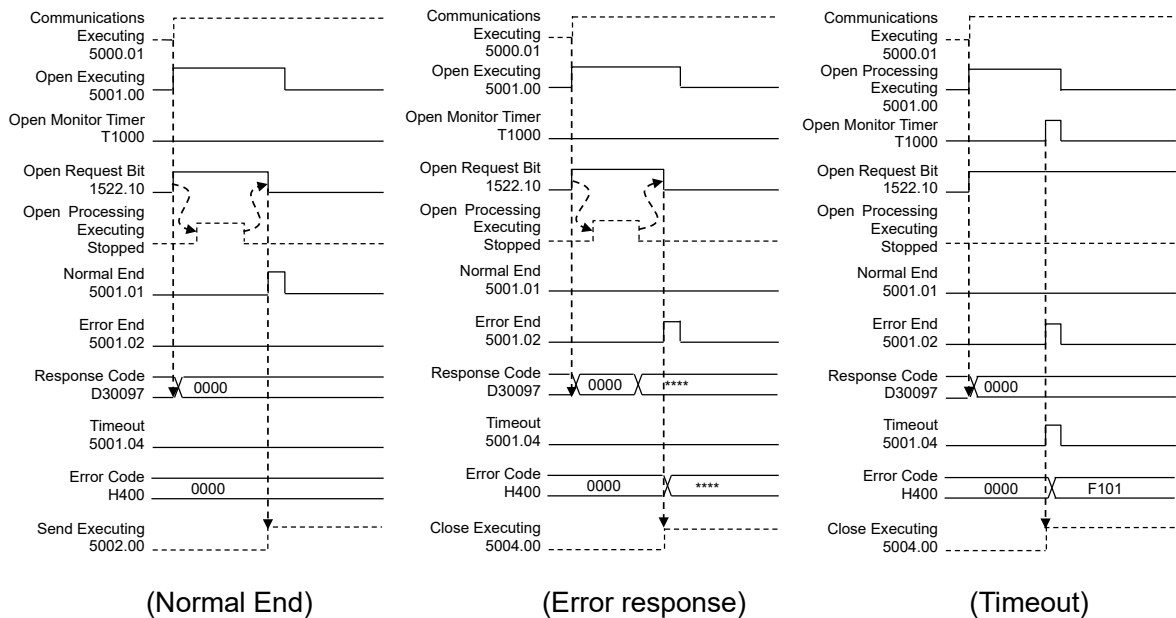 Communications
Executing
5000.01
Open Executing
5001.00
Open Monitor Timer
T1000
Open Request Bit
1522.10
Open Processing
Executing
Stopped
Normal End
5001.01
Error End
5001.02
Response Code
D30097
0000
Timeout
5001.04
Error Code
H400
0000
Send Executing
5002.00
(Normal End)
Communications
Executing
5000.01
Open Executing
5001.00
Open Monitor Timer
T1000
Open Request Bit
1522.10
Open Processing
Executing
Stopped
Normal End
5001.01
Error End
5001.02
Response Code
D30097
0000 ****
Timeout
5001.04
Error Code
H400
0000 ****
Close Executing
5004.00
(Error response)
Communications
Executing
5000.01
Open Processing
Executing
5001.00
Open Monitor Timer
T1000
Open Request Bit
1522.10
Open Processing
Executing
Stopped
Normal End
5001.01
Error End
5001.02
Response Code
D30097
0000
Timeout
5001.04
Error Code
H400
0000 F101
Close Executing
5004.00
(Timeout)